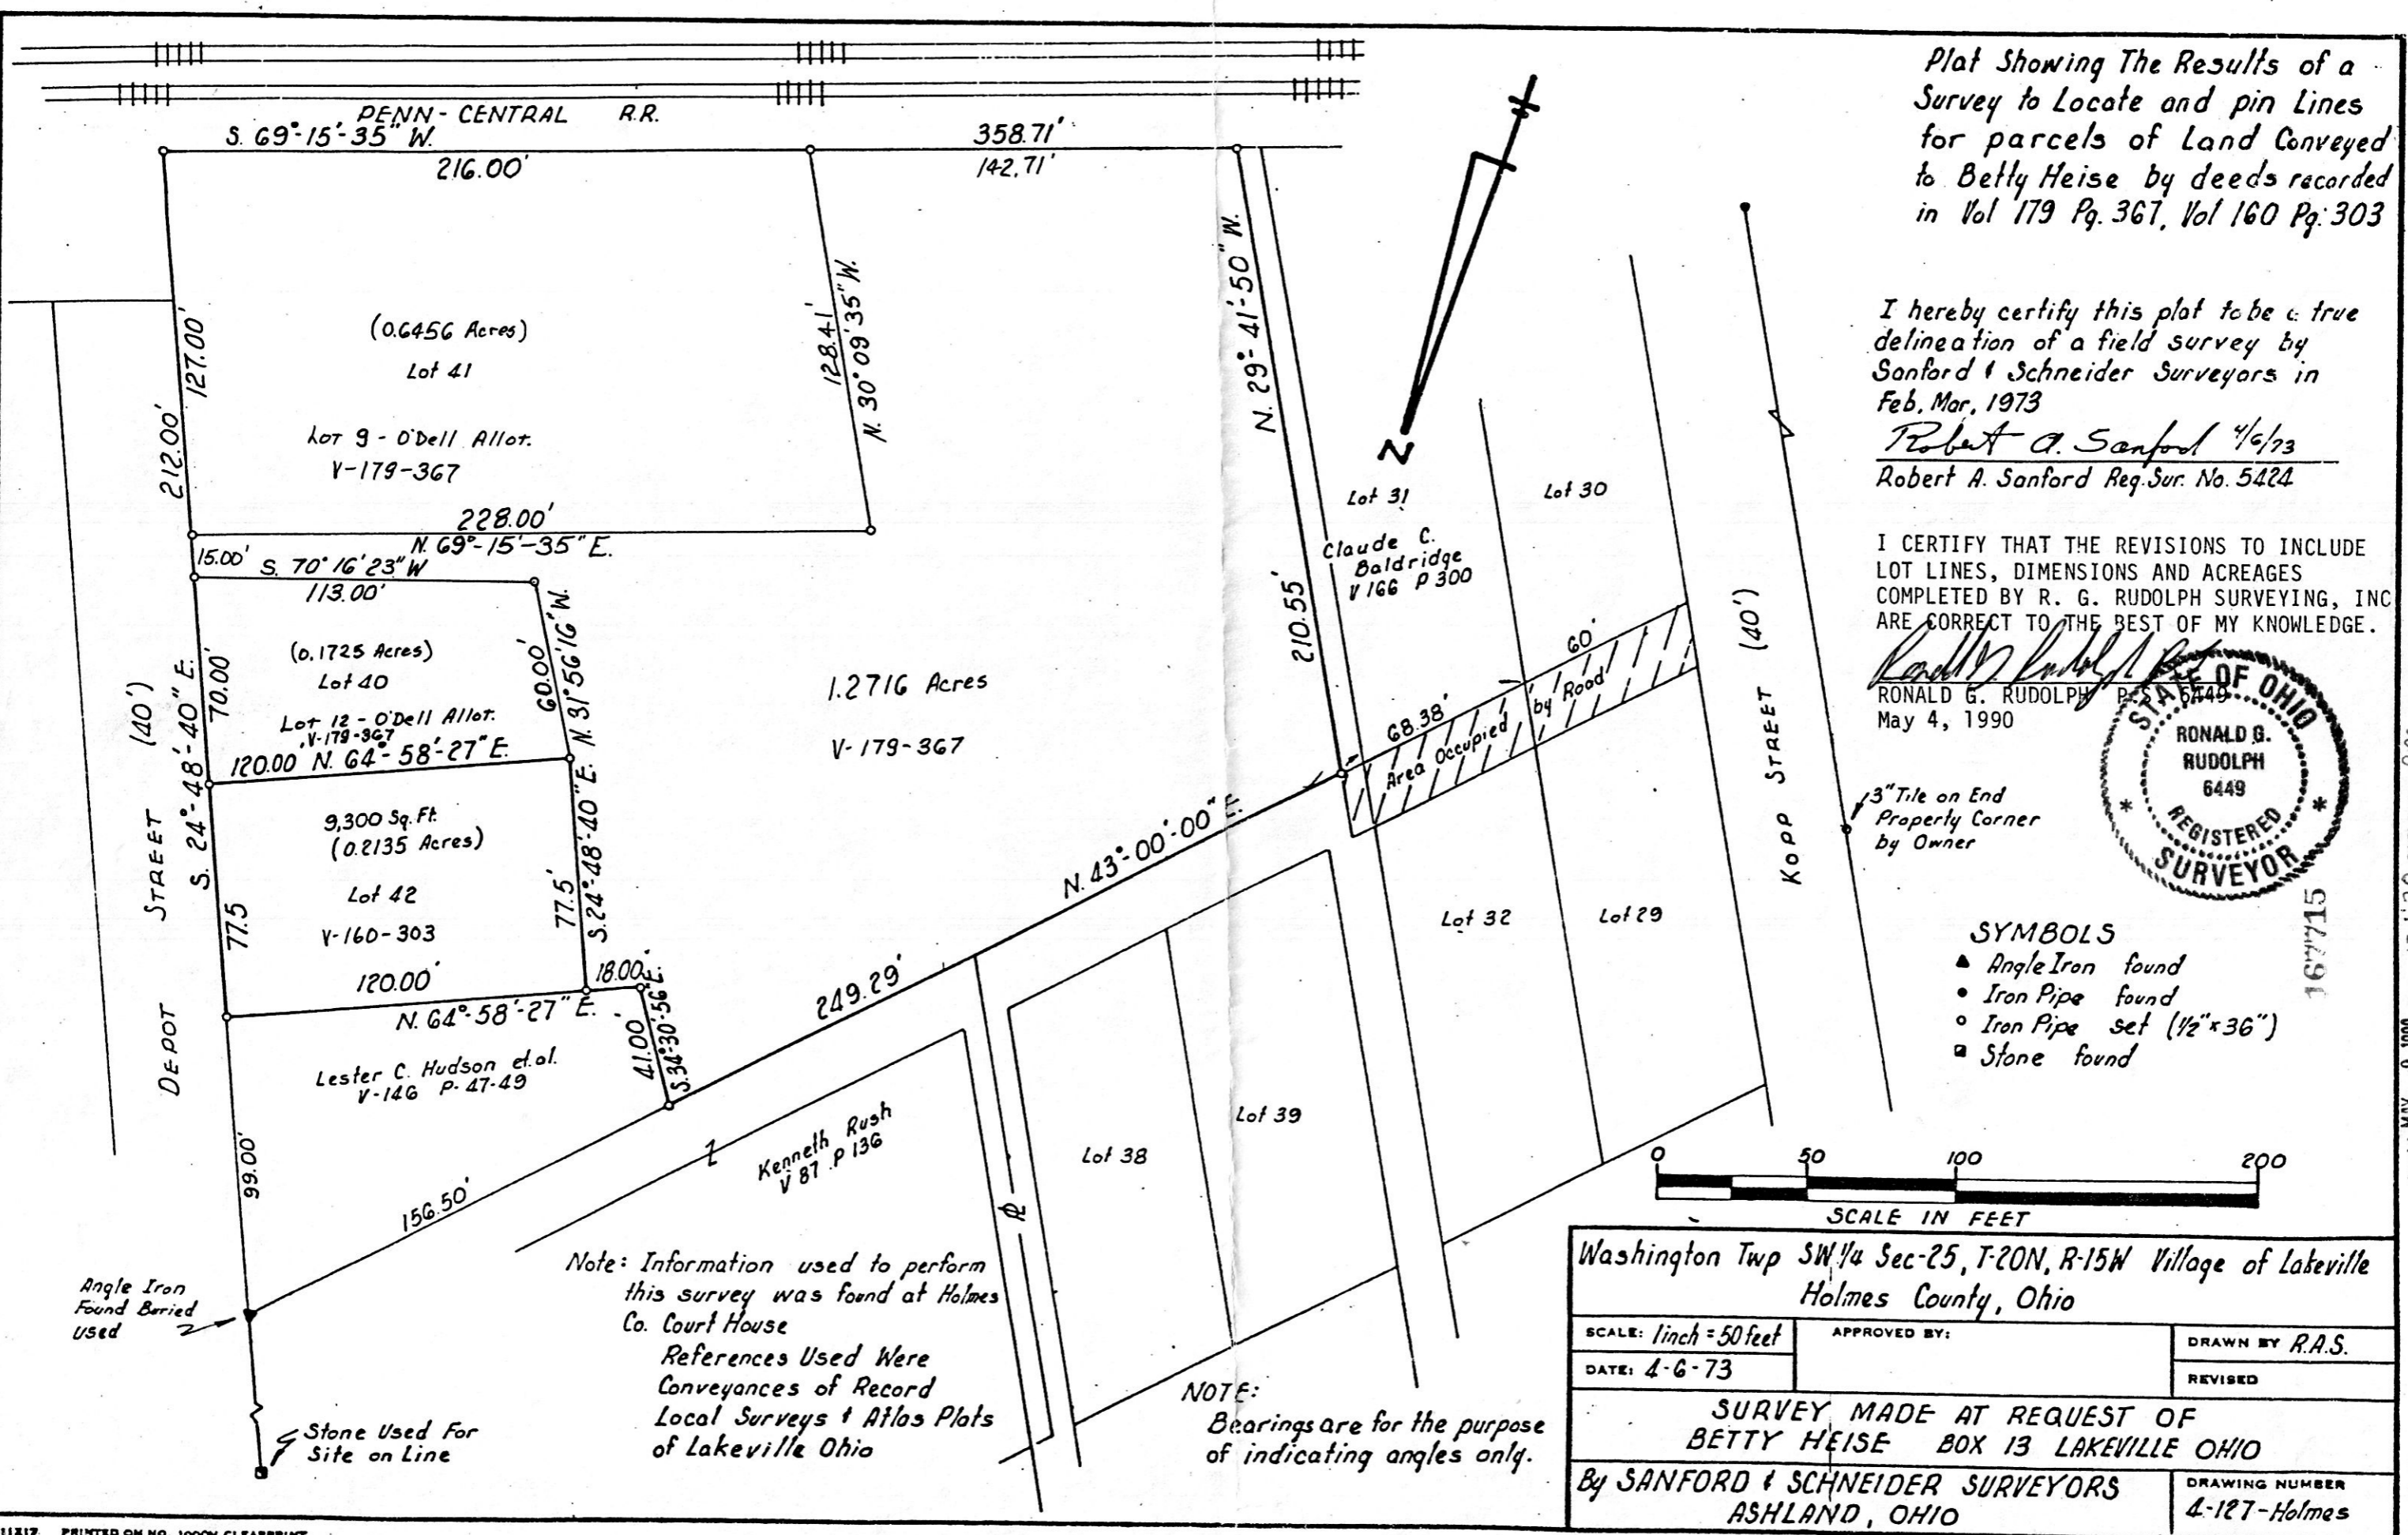 PENN-CENTRAL R.R.
S. 69°-15'-35" W.
358.71'
216.00'
142.71'
127.00'
212.00'
(0.6456 Acres)
Lot 41
Lot 9 - O'Dell Allot.
V-179-367
128.41'
N. 30°09'35" W.
N. 29°-41'-50" W.
210.55'
228.00'
N. 69°-15'-35" E.
15.00'
S. 70°16'23" W
113.00'
(0.1725 Acres)
Lot 40
Lot 12 - O'Dell Allot.
V-179-367
70.00'
60.00'
N. 31°56'16" W.
120.00 N. 64°-58'-27" E.
S. 24°-48'-40" E.
DEPOT STREET (40')
9,300 Sq. Ft.
(0.2135 Acres)
Lot 42
V-160-303
77.5
77.5'
S. 24°-48'-40" E.
120.00'
18.00'
N. 64°-58'-27" E.
41.00'
S. 34°-30'-56" E.
Lester C. Hudson et.al.
V-146 P-47-49
99.00'
156.50'
249.29'
N. 43°-00'-00" E.
1.2716 Acres
V-179-367
N
Lot 31
Lot 30
Claude C.
Baldridge
V 166 P 300
68.38'
60'
Area Occupied by Road
KOPP STREET (40')
Lot 32
Lot 29
Lot 38
Lot 39
Kenneth Rush
V 87 P 136
Angle Iron
Found Buried
used
Stone Used For
Site on Line
Note: Information used to perform
this survey was found at Holmes
Co. Court House
References Used Were
Conveyances of Record
Local Surveys & Atlas Plats
of Lakeville Ohio
NOTE:
Bearings are for the purpose
of indicating angles only.
Plat Showing The Results of a
Survey to Locate and pin Lines
for parcels of Land Conveyed
to Betty Heise by deeds recorded
in Vol 179 Pg. 367, Vol 160 Pg. 303
I hereby certify this plat to be a true
delineation of a field survey by
Sanford & Schneider Surveyors in
Feb, Mar, 1973
Robert A. Sanford 4/6/73
Robert A. Sanford Reg. Sur. No. 5424
I CERTIFY THAT THE REVISIONS TO INCLUDE
LOT LINES, DIMENSIONS AND ACREAGES
COMPLETED BY R. G. RUDOLPH SURVEYING, INC
ARE CORRECT TO THE BEST OF MY KNOWLEDGE.
RONALD G. RUDOLPH P.S. 6449
May 4, 1990
STATE OF OHIO
RONALD G.
RUDOLPH
6449
REGISTERED
SURVEYOR
167715
3" Tile on End
Property Corner
by Owner
SYMBOLS
Angle Iron found
Iron Pipe found
Iron Pipe set (1/2" x 36")
Stone found
0 50 100 200
SCALE IN FEET
Washington Twp SW 1/4 Sec-25, T-20N, R-15W Village of Lakeville
Holmes County, Ohio
SCALE: 1 inch = 50 feet
APPROVED BY:
DRAWN BY R.A.S.
DATE: 4-6-73
REVISED
SURVEY MADE AT REQUEST OF
BETTY HEISE BOX 13 LAKEVILLE OHIO
By SANFORD & SCHNEIDER SURVEYORS
ASHLAND, OHIO
DRAWING NUMBER
4-127-Holmes